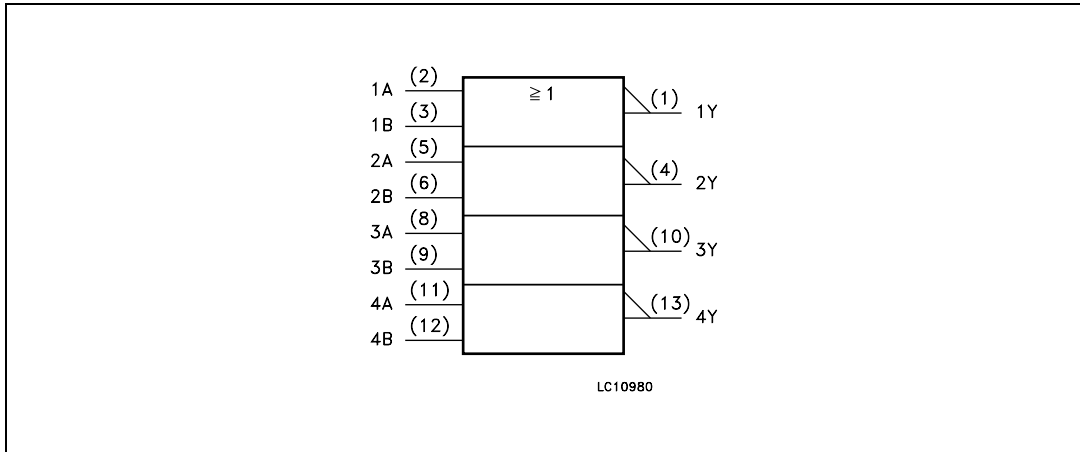 1A (2) ≧ 1 (1) 1Y
1B (3)
2A (5) (4) 2Y
2B (6)
3A (8) (10) 3Y
3B (9)
4A (11) (13) 4Y
4B (12)
LC10980